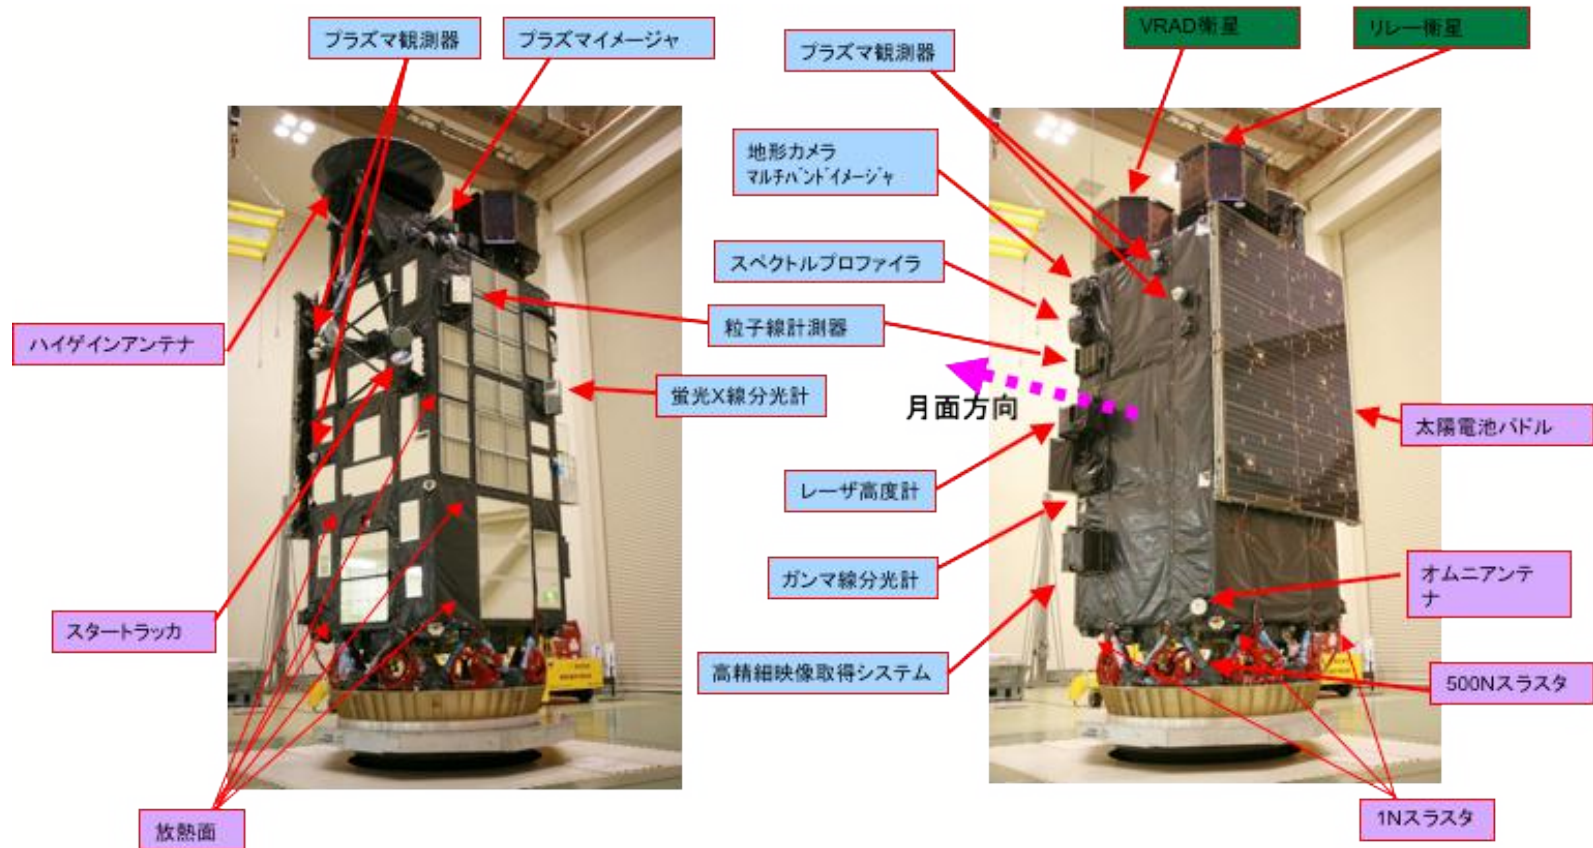 プラズマ観測器
プラズマイメージャ
プラズマ観測器
VRAD衛星
リレー衛星
地形カメラ
マルチバンドイメージャ
スペクトルプロファイラ
粒子線計測器
ハイゲインアンテナ
蛍光X線分光計
月面方向
太陽電池パドル
レーザ高度計
ガンマ線分光計
オムニアンテ
ナ
スタートラッカ
高精細映像取得システム
500Nスラスタ
放熱面
1Nスラスタ